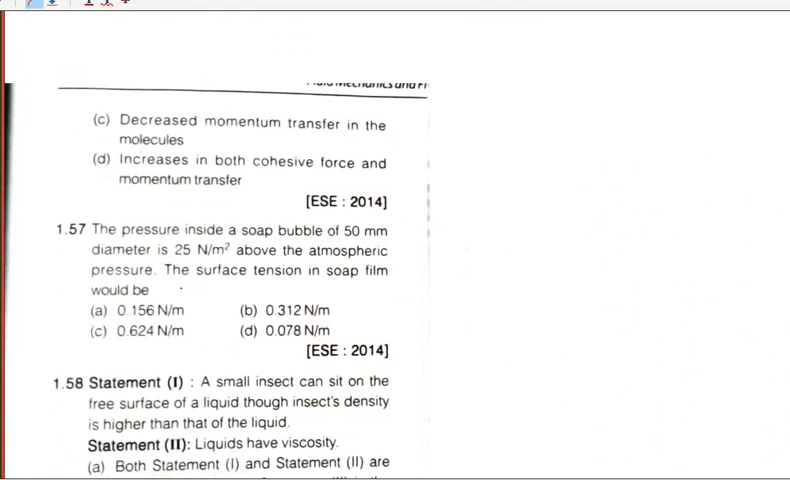 (c) Decreased momentum transfer in the
molecules
(d) Increases in both cohesive force and
momentum transfer
[ESE : 2014]
1.57 The pressure inside a soap bubble of 50 mm
diameter is 25 N/m² above the atmospheric
pressure. The surface tension in soap film
would be
(a) 0.156 N/m (b) 0.312 N/m
(c) 0.624 N/m (d) 0.078 N/m
[ESE : 2014]
1.58 Statement (I) : A small insect can sit on the
free surface of a liquid though insect's density
is higher than that of the liquid.
Statement (II): Liquids have viscosity.
(a) Both Statement (I) and Statement (II) are